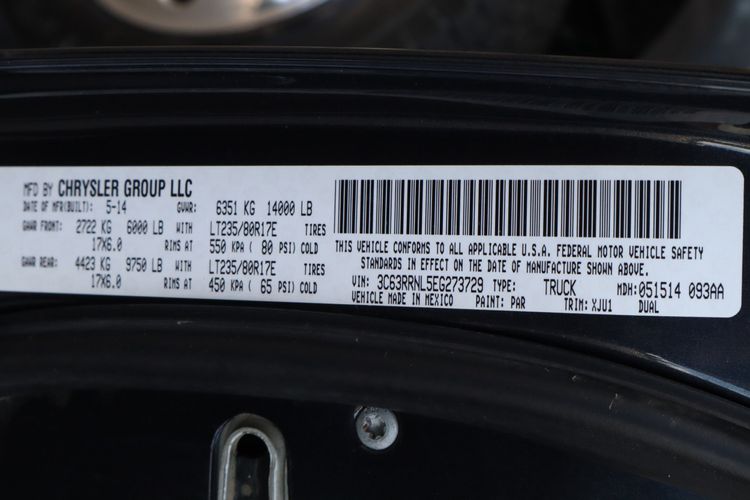 MFD BY CHRYSLER GROUP LLC
DATE OF MFR(BUILT): 5-14 GVWR: 6351 KG 14000 LB
GAWR FRONT: 2722 KG 6000 LB WITH LT235/80R17E TIRES
17X6.0 RIMS AT 550 KPA ( 80 PSI) COLD
GAWR REAR: 4423 KG 9750 LB WITH LT235/80R17E TIRES
17X6.0 RIMS AT 450 KPA ( 65 PSI) COLD
THIS VEHICLE CONFORMS TO ALL APPLICABLE U.S.A. FEDERAL MOTOR VEHICLE SAFETY
STANDARDS IN EFFECT ON THE DATE OF MANUFACTURE SHOWN ABOVE.
VIN: 3C63RRNL5EG273729 TYPE: TRUCK MDH: 051514 093AA
VEHICLE MADE IN MEXICO PAINT: PAR TRIM: XJU1 DUAL